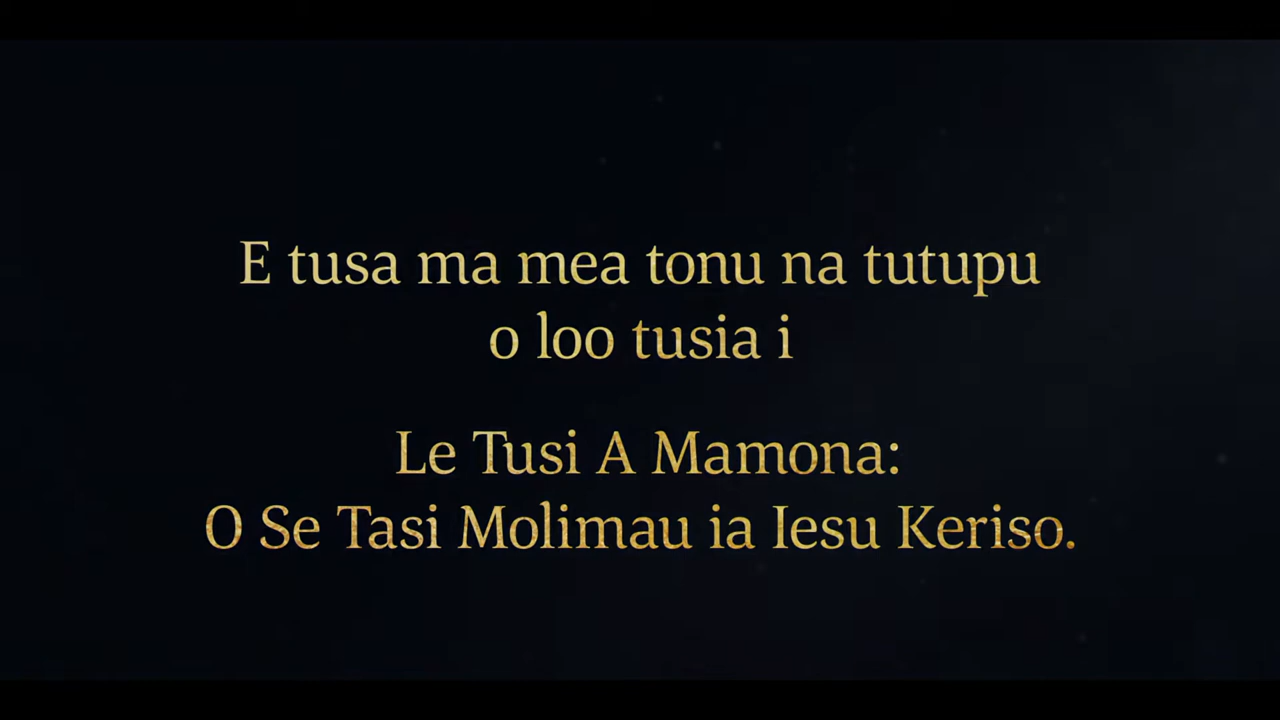 E tusa ma mea tonu na tutupu
o loo tusia i
Le Tusi A Mamona:
O Se Tasi Molimau ia Iesu Keriso.